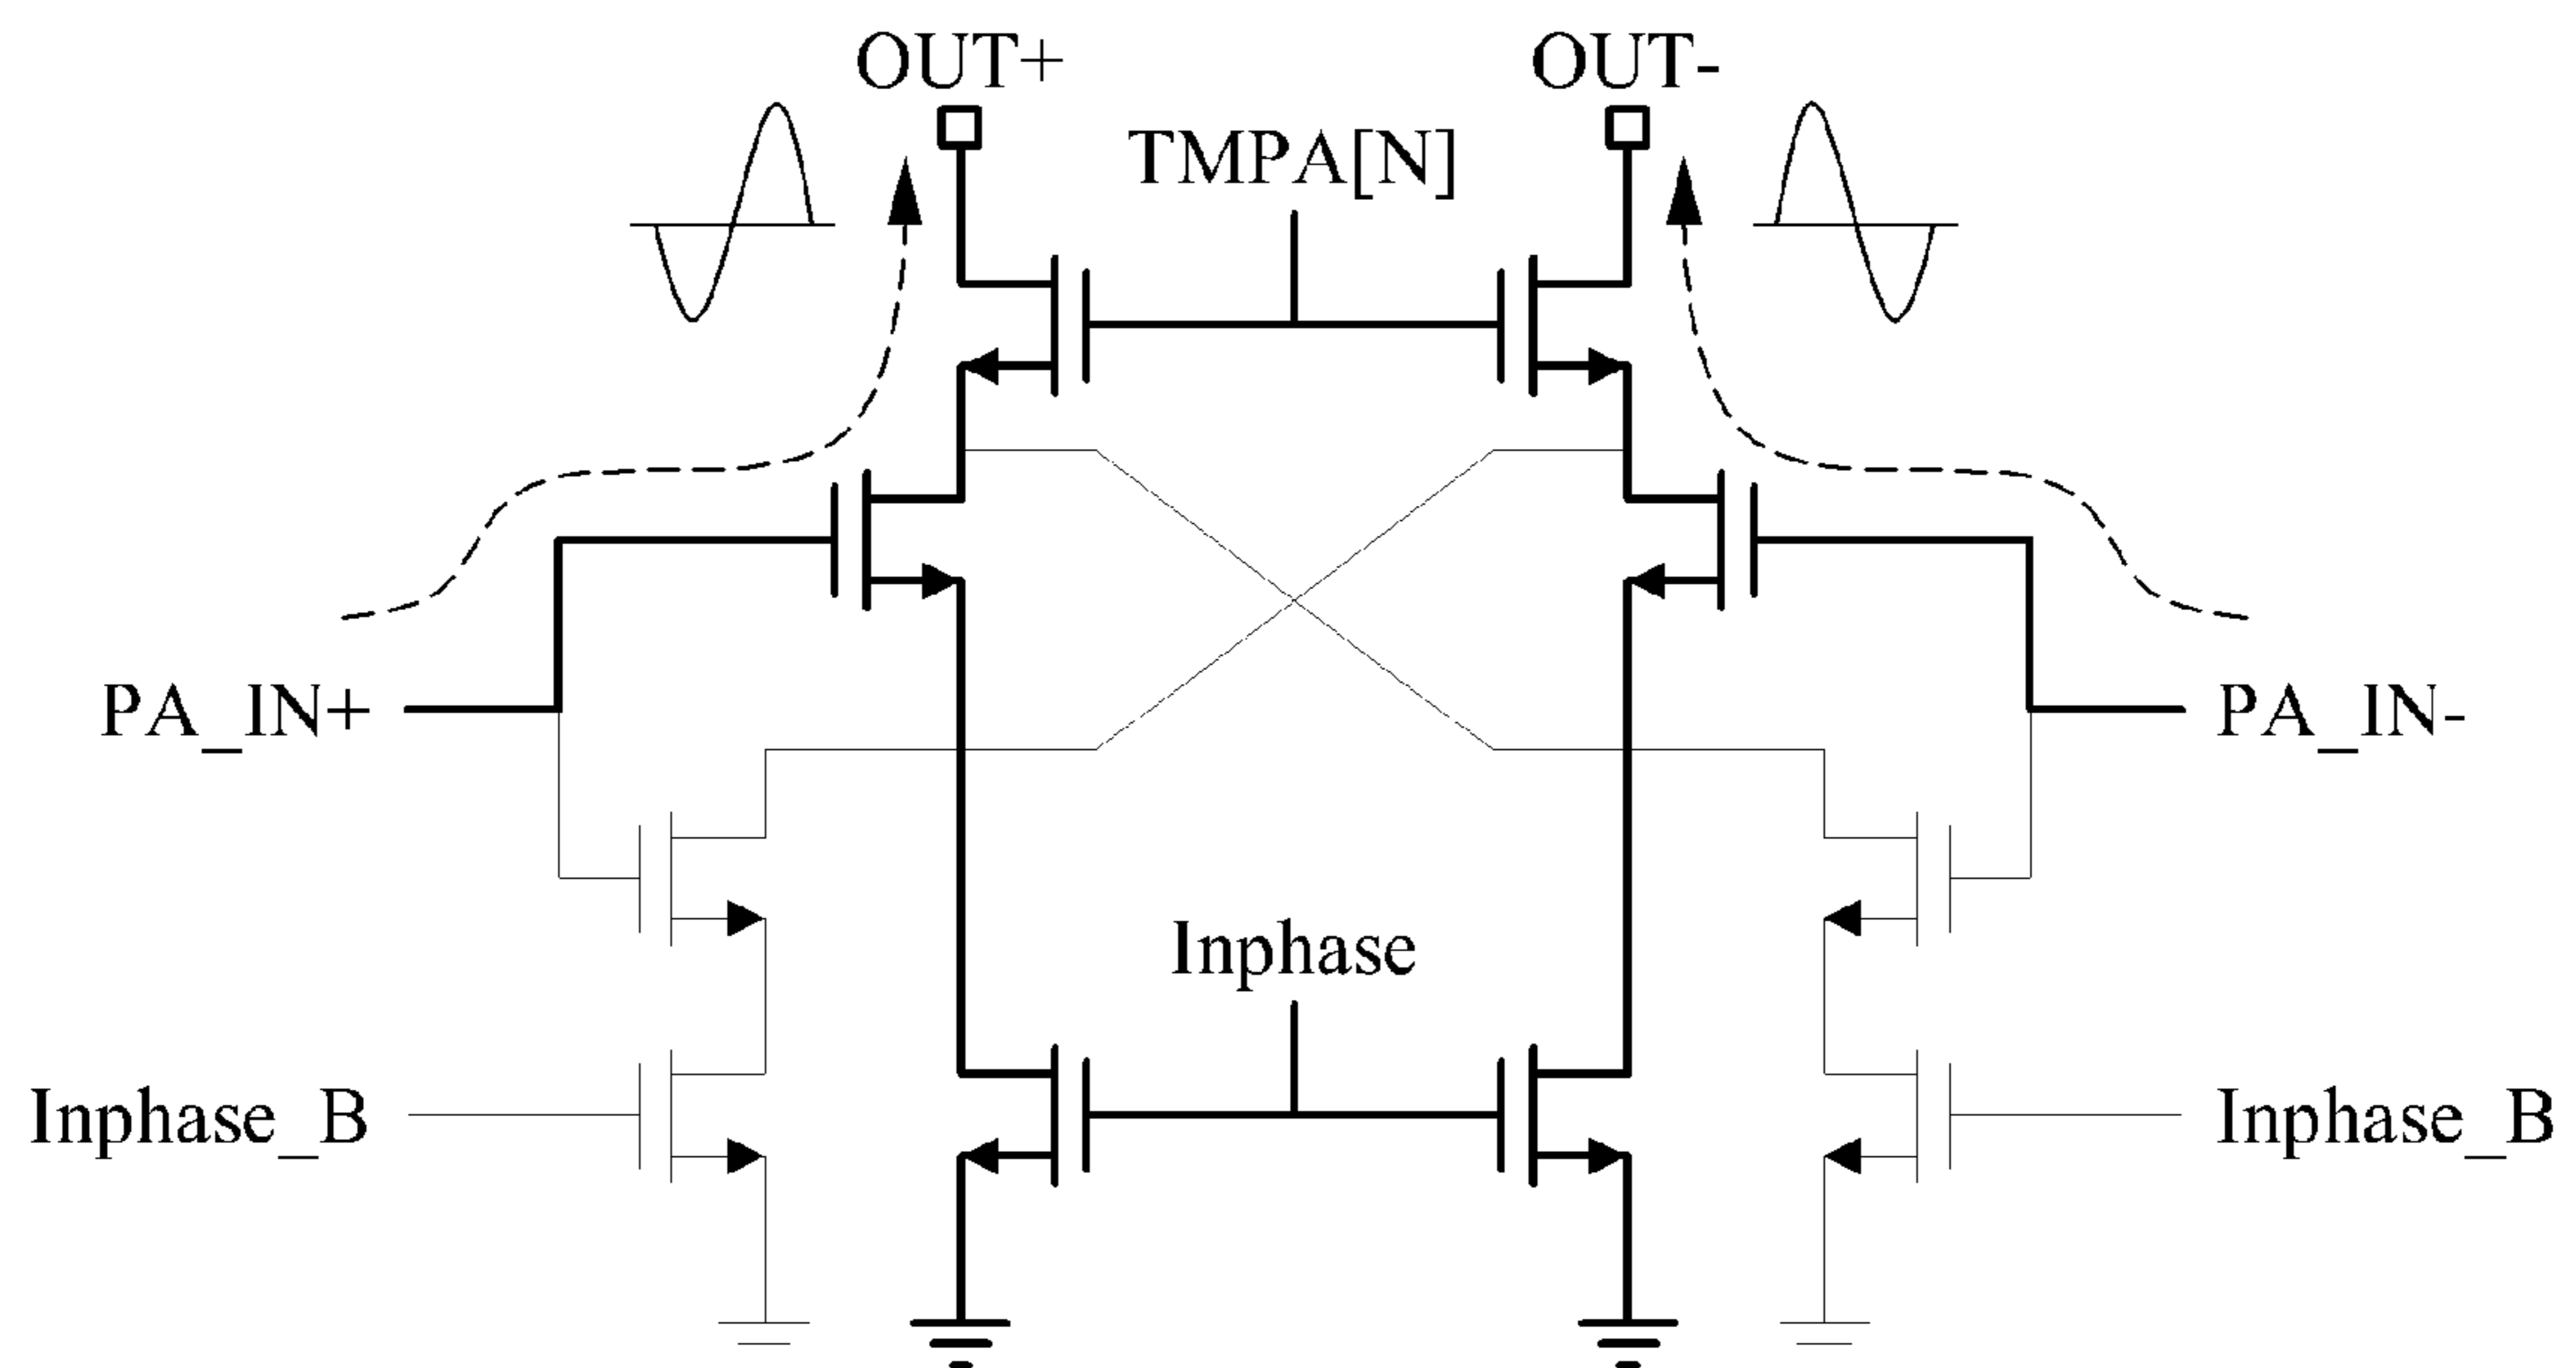 OUT+
OUT-
TMPA[N]
PA_IN+
PA_IN-
Inphase
Inphase_B
Inphase_B